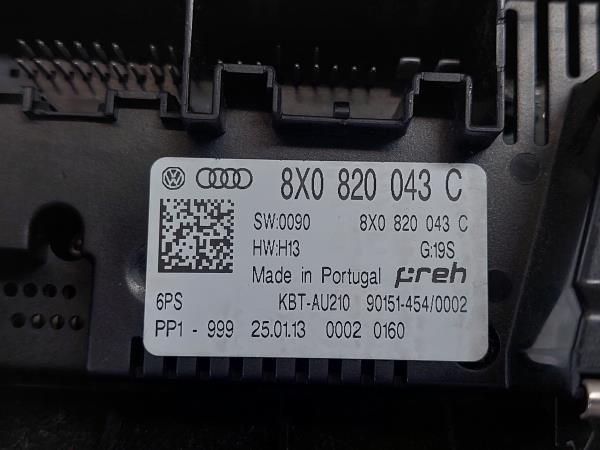 8X0 820 043 C
SW:0090 8X0 820 043 C
HW:H13 G:19S
Made in Portugal preh
6PS KBT-AU210 90151-454/0002
PP1 - 999 25.01.13 0002 0160